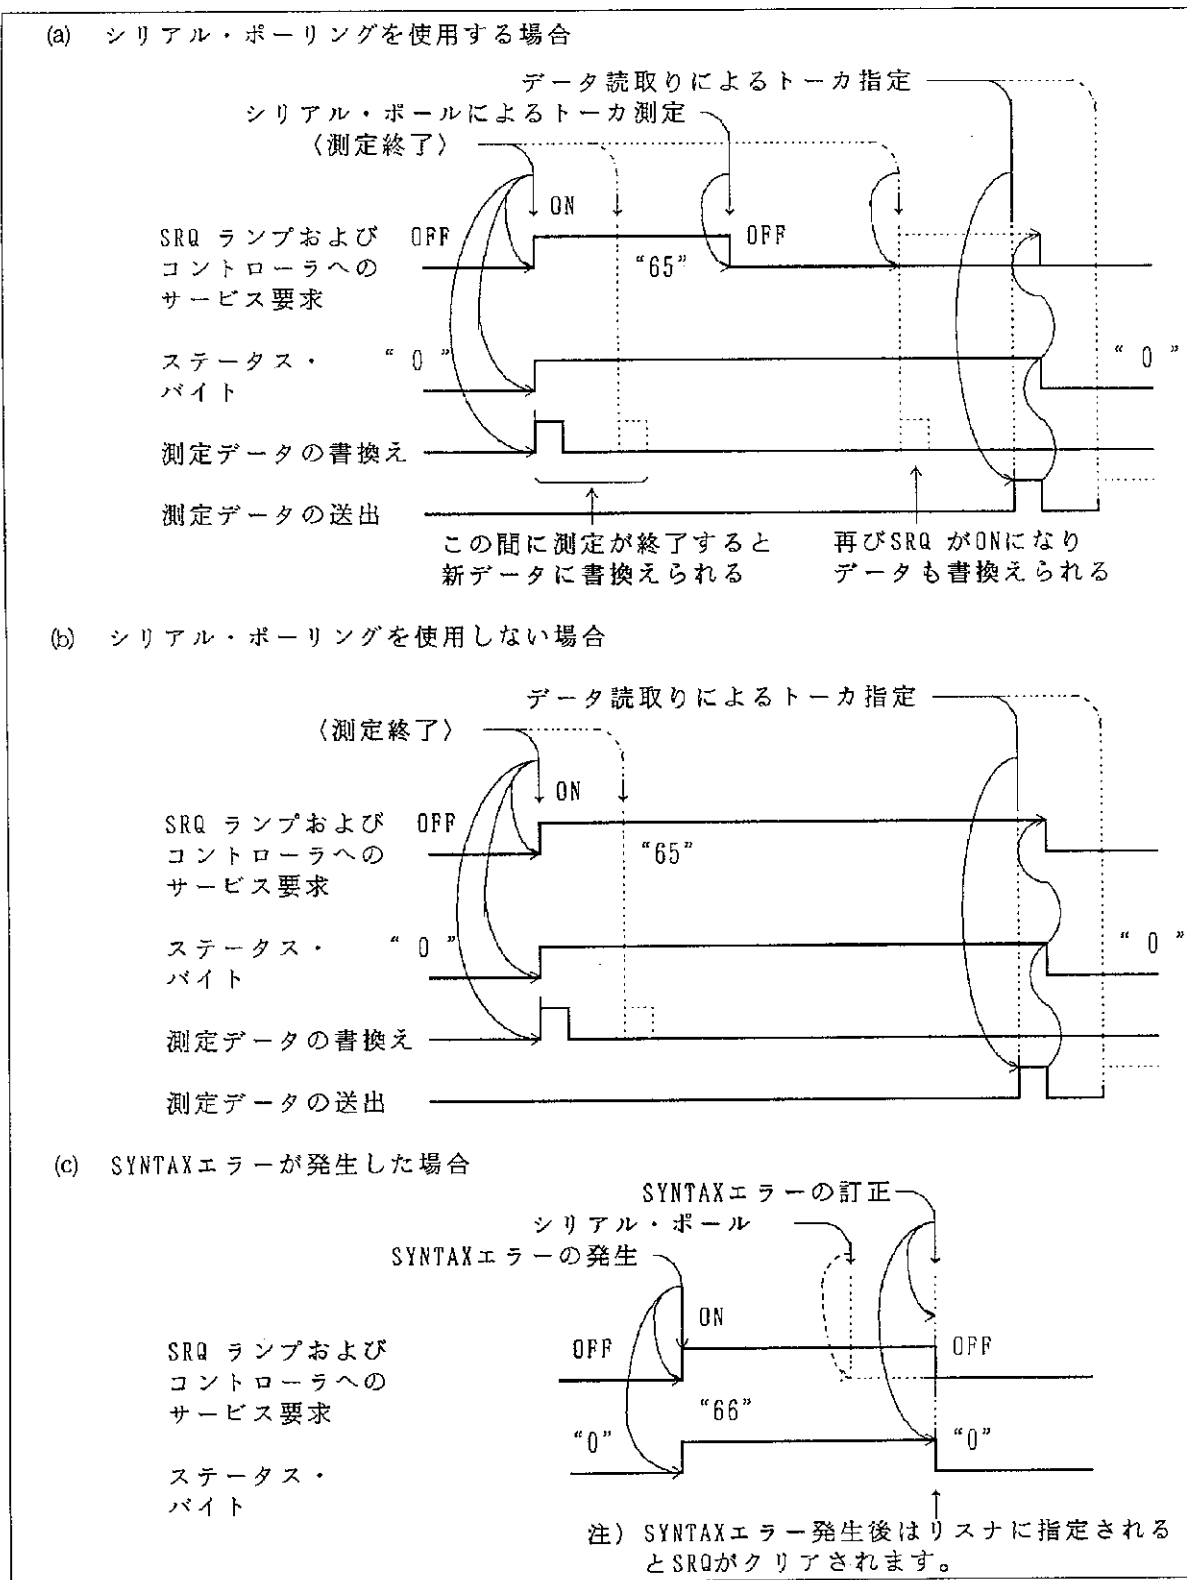 (a) シリアル・ポーリングを使用する場合
データ読取りによるトーカ指定
シリアル・ポールによるトーカ測定
〈測定終了〉
ON
SRQ ランプおよび OFF
OFF
コントローラへの
“65”
サービス要求
ステータス・ “0”
“0”
バイト
測定データの書換え
測定データの送出
この間に測定が終了すると
新データに書換えられる
再びSRQ がONになり
データも書換えられる
(b) シリアル・ポーリングを使用しない場合
データ読取りによるトーカ指定
〈測定終了〉
ON
SRQ ランプおよび OFF
コントローラへの
“65”
サービス要求
ステータス・ “0”
“0”
バイト
測定データの書換え
測定データの送出
(c) SYNTAXエラーが発生した場合
SYNTAXエラーの訂正
シリアル・ポール
SYNTAXエラーの発生
ON
SRQ ランプおよび OFF
OFF
コントローラへの
サービス要求
“66”
“0”
“0”
ステータス・
バイト
注) SYNTAXエラー発生後はリスナに指定される
とSRQがクリアされます。